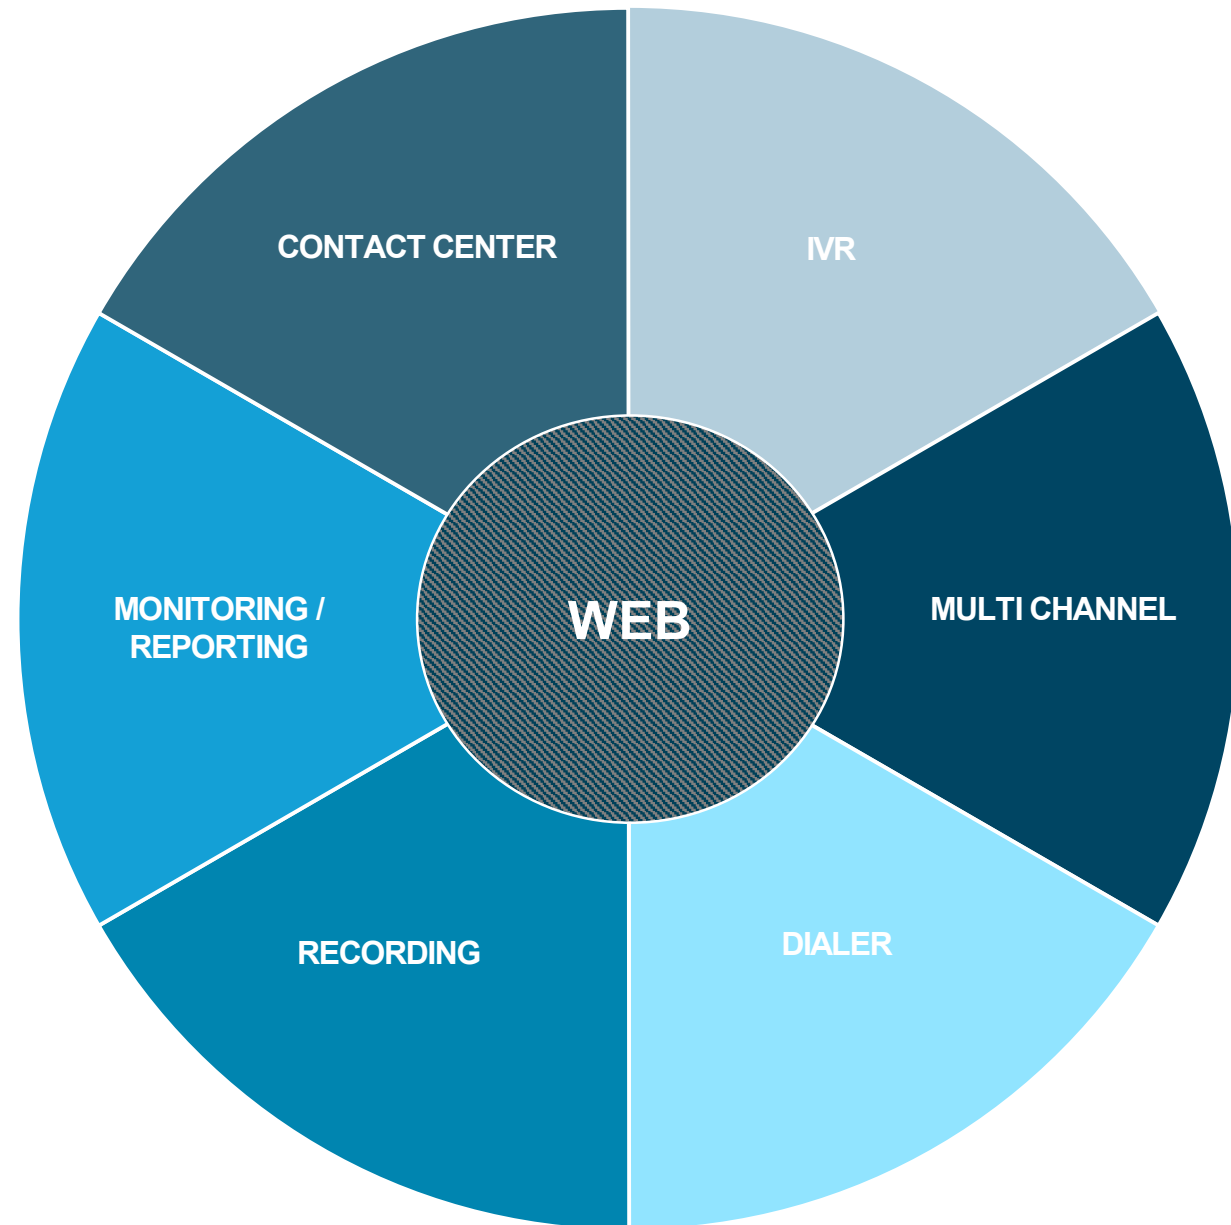 CONTACT CENTER
IVR
MONITORING /
REPORTING
WEB
MULTI CHANNEL
RECORDING
DIALER